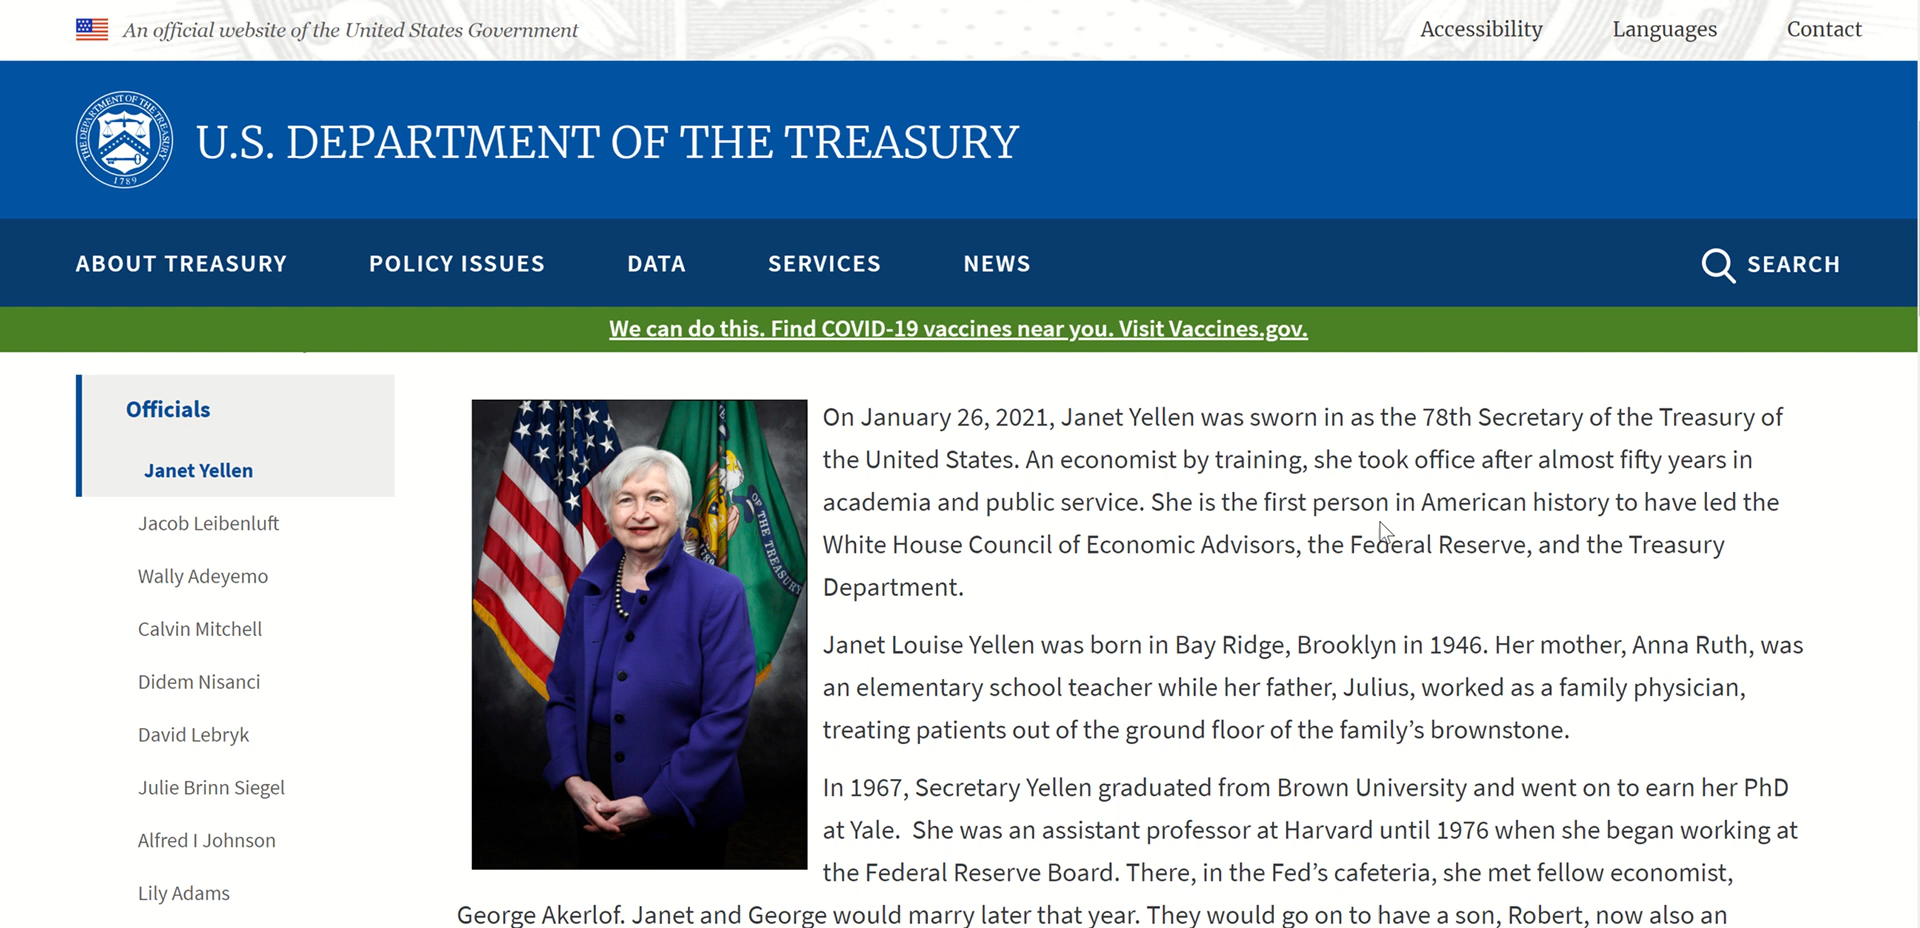 An official website of the United States Government
Accessibility
Languages
Contact
THE DEPARTMENT OF THE TREASURY
1789
U.S. DEPARTMENT OF THE TREASURY
ABOUT TREASURY
POLICY ISSUES
DATA
SERVICES
NEWS
SEARCH
We can do this. Find COVID-19 vaccines near you. Visit Vaccines.gov.
Officials
Janet Yellen
Jacob Leibenluft
Wally Adeyemo
Calvin Mitchell
Didem Nisanci
David Lebryk
Julie Brinn Siegel
Alfred I Johnson
Lily Adams
OF THE TREASURY
1789
On January 26, 2021, Janet Yellen was sworn in as the 78th Secretary of the Treasury of
the United States. An economist by training, she took office after almost fifty years in
academia and public service. She is the first person in American history to have led the
White House Council of Economic Advisors, the Federal Reserve, and the Treasury
Department.
Janet Louise Yellen was born in Bay Ridge, Brooklyn in 1946. Her mother, Anna Ruth, was
an elementary school teacher while her father, Julius, worked as a family physician,
treating patients out of the ground floor of the family’s brownstone.
In 1967, Secretary Yellen graduated from Brown University and went on to earn her PhD
at Yale.  She was an assistant professor at Harvard until 1976 when she began working at
the Federal Reserve Board. There, in the Fed’s cafeteria, she met fellow economist,
George Akerlof. Janet and George would marry later that year. They would go on to have a son, Robert, now also an